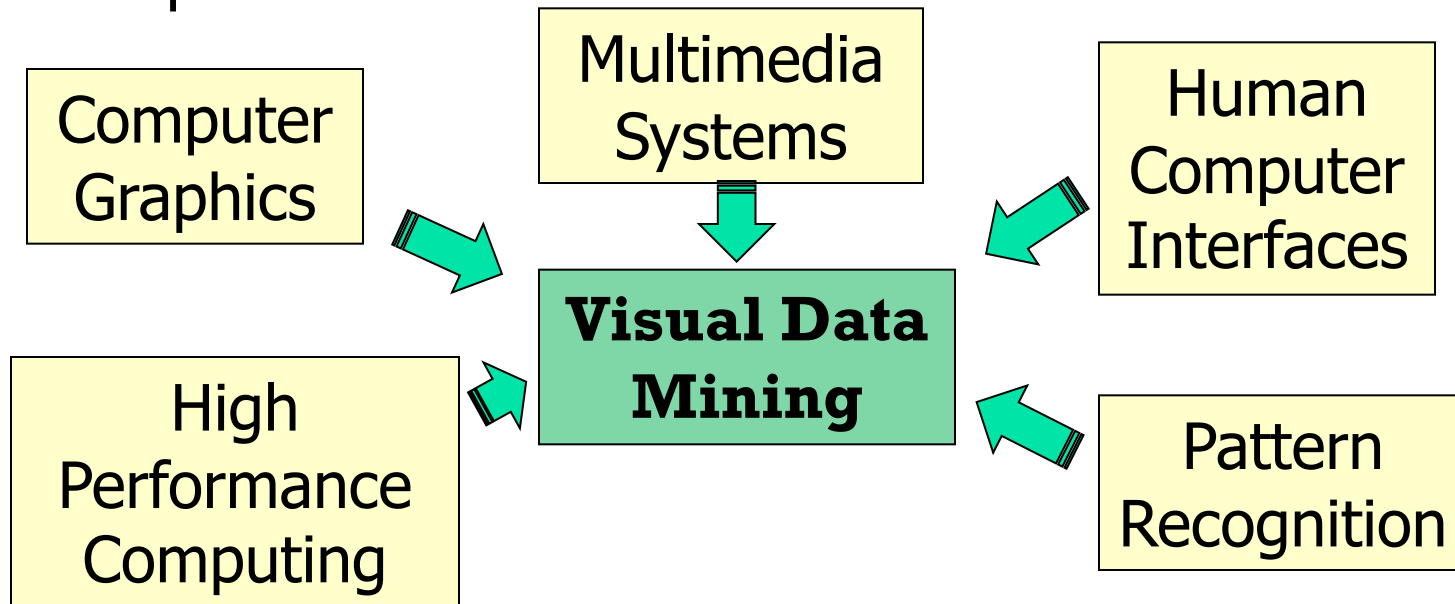 Computer
Graphics
Multimedia
Systems
Human
Computer
Interfaces
Visual Data
Mining
High
Performance
Computing
Pattern
Recognition